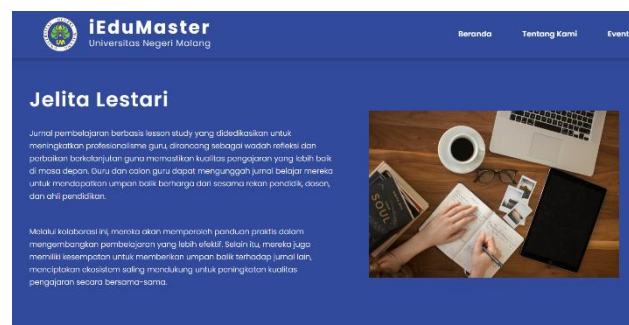 iEduMaster
Universitas Negeri Malang
Beranda
Tentang Kami
Event
Jelita Lestari
Jurnal pembelajaran berbasis lesson study yang didedikasikan untuk
meningkatkan profesionalisme guru, dirancang sebagai wadah refleksi dan
perbaikan berkelanjutan guna memastikan kualitas pengajaran yang lebih baik
di masa depan. Guru dan calon guru dapat mengunggah jurnal belajar mereka
untuk mendapatkan umpan balik berharga dari sesama rekan pendidik, dosen,
dan ahli pendidikan.
Melalui kolaborasi ini, mereka akan memperoleh panduan praktis dalam
mengembangkan pembelajaran yang lebih efektif. Selain itu, mereka juga
memiliki kesempatan untuk memberikan umpan balik terhadap jurnal lain,
menciptakan ekosistem saling mendukung untuk peningkatan kualitas
pengajaran secara bersama-sama.
SOUL